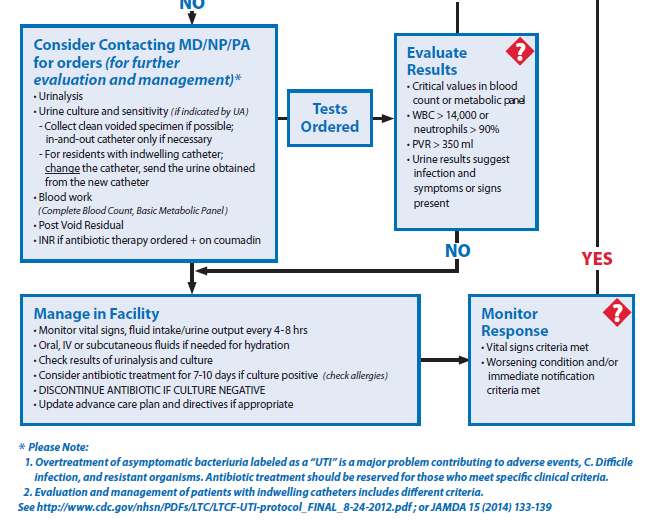 NO
Consider Contacting MD/NP/PA
for orders (for further
evaluation and management)*
• Urinalysis
• Urine culture and sensitivity (if indicated by UA)
- Collect clean voided specimen if possible;
in-and-out catheter only if necessary
- For residents with indwelling catheter;
change the catheter, send the urine obtained
from the new catheter
• Blood work
(Complete Blood Count, Basic Metabolic Panel)
• Post Void Residual
• INR if antibiotic therapy ordered + on coumadin
Tests
Ordered
?
Evaluate
Results
• Critical values in blood
count or metabolic panel
• WBC > 14,000 or
neutrophils > 90%
• PVR > 350 ml
• Urine results suggest
infection and
symptoms or signs
present
NO
YES
Manage in Facility
• Monitor vital signs, fluid intake/urine output every 4-8 hrs
• Oral, IV or subcutaneous fluids if needed for hydration
• Check results of urinalysis and culture
• Consider antibiotic treatment for 7-10 days if culture positive (check allergies)
• DISCONTINUE ANTIBIOTIC IF CULTURE NEGATIVE
• Update advance care plan and directives if appropriate
?
Monitor
Response
• Vital signs criteria met
• Worsening condition and/or
immediate notification
criteria met
* Please Note:
1. Overtreatment of asymptomatic bacteriuria labeled as a “UTI” is a major problem contributing to adverse events, C. Difficile
infection, and resistant organisms. Antibiotic treatment should be reserved for those who meet specific clinical criteria.
2. Evaluation and management of patients with indwelling catheters includes different criteria.
See http://www.cdc.gov/nhsn/PDFs/LTC/LTCF-UTI-protocol_FINAL_8-24-2012.pdf ; or JAMDA 15 (2014) 133-139